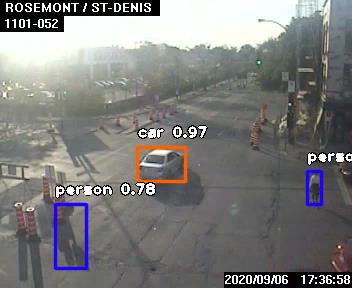 ROSEMONT / ST-DENIS
1101-052
car 0.97
perso
person 0.78
2020/09/06 17:36:58